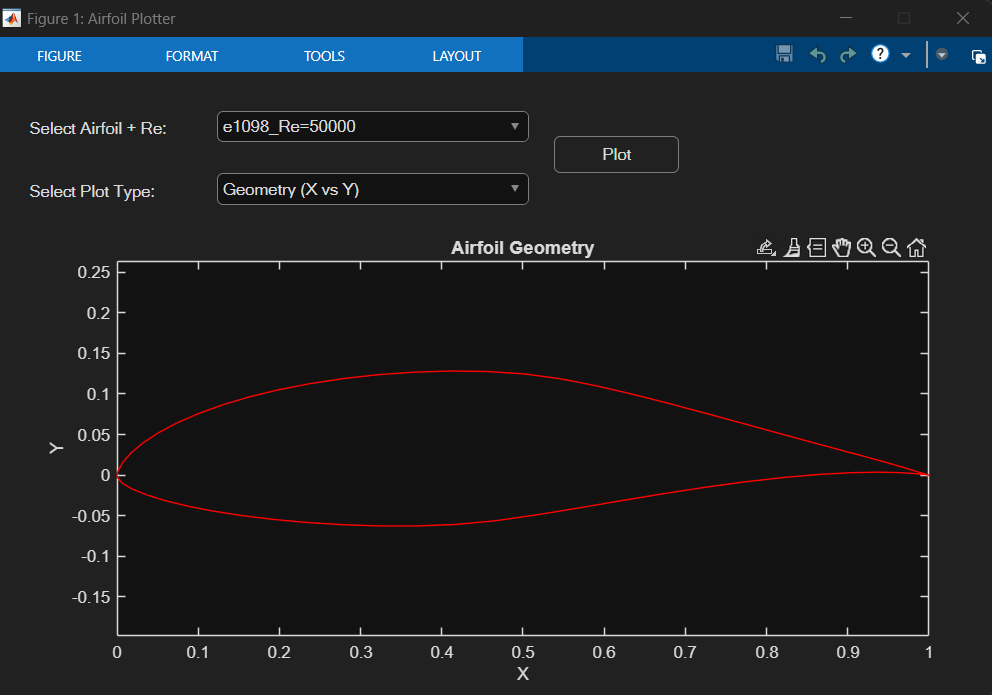 Figure 1: Airfoil Plotter
FIGURE FORMAT TOOLS LAYOUT
?
Select Airfoil + Re: e1098_Re=50000
Plot
Select Plot Type: Geometry (X vs Y)
Airfoil Geometry
0.25
0.2
0.15
0.1
0.05
Y
0
-0.05
-0.1
-0.15
0 0.1 0.2 0.3 0.4 0.5 0.6 0.7 0.8 0.9 1
X